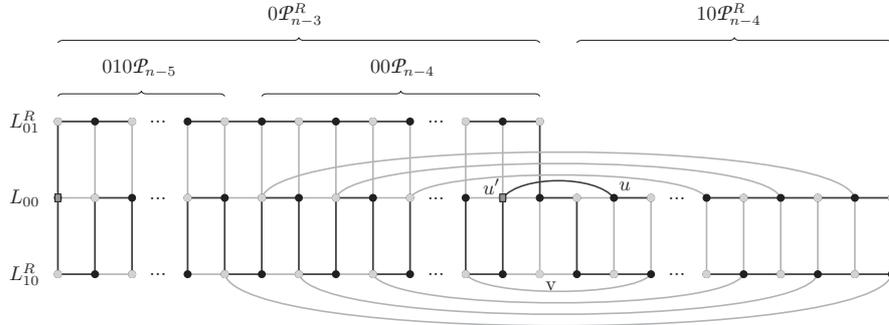 0𝒫^R_{n−3} 10𝒫^R_{n−4}
010𝒫_{n−5} 00𝒫_{n−4}
L^R_{01} ... ...
L_{00} ... ... u′ u ...
L^R_{10} ... ... v ...